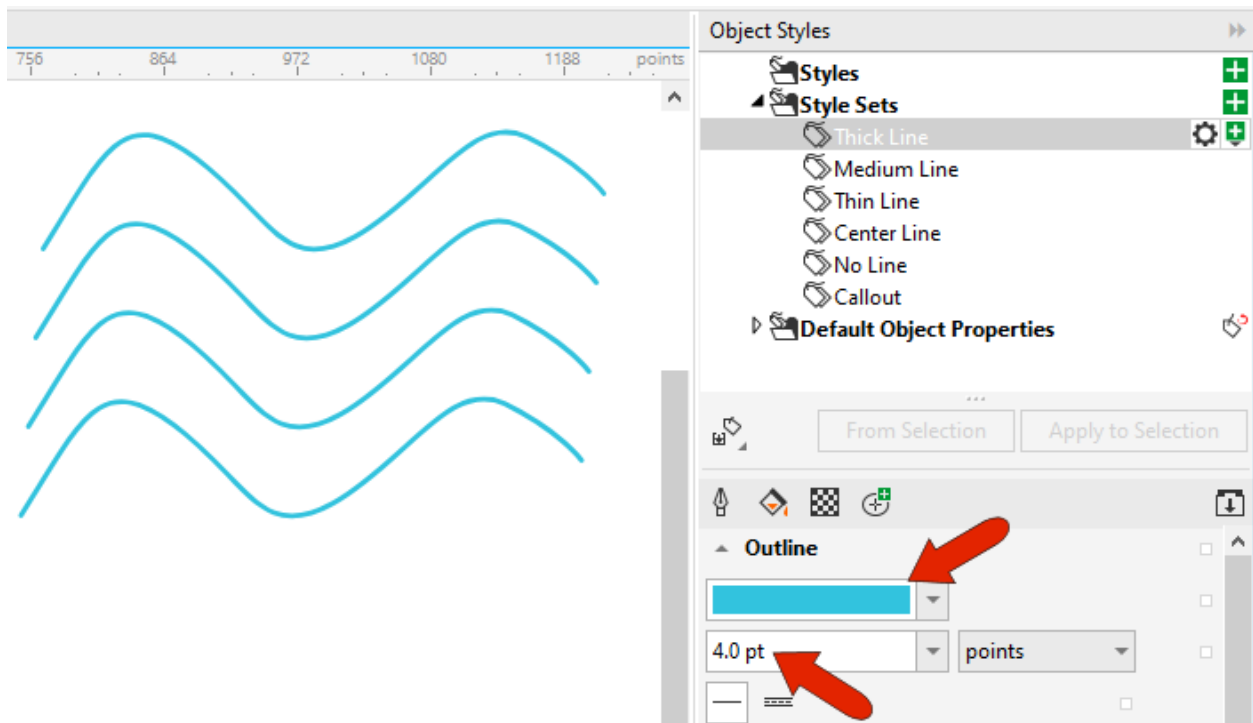 Object Styles
756 864 972 1080 1188 points
Styles
Style Sets
Thick Line
Medium Line
Thin Line
Center Line
No Line
Callout
Default Object Properties
From Selection Apply to Selection
Outline
4.0 pt points